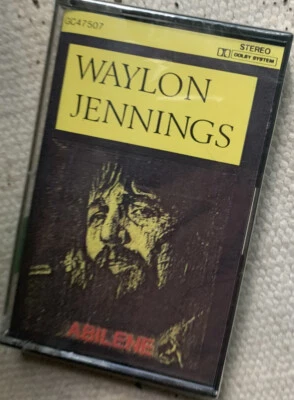 GC47507
STEREO
DOLBY SYSTEM
WAYLON
JENNINGS
ABILENE